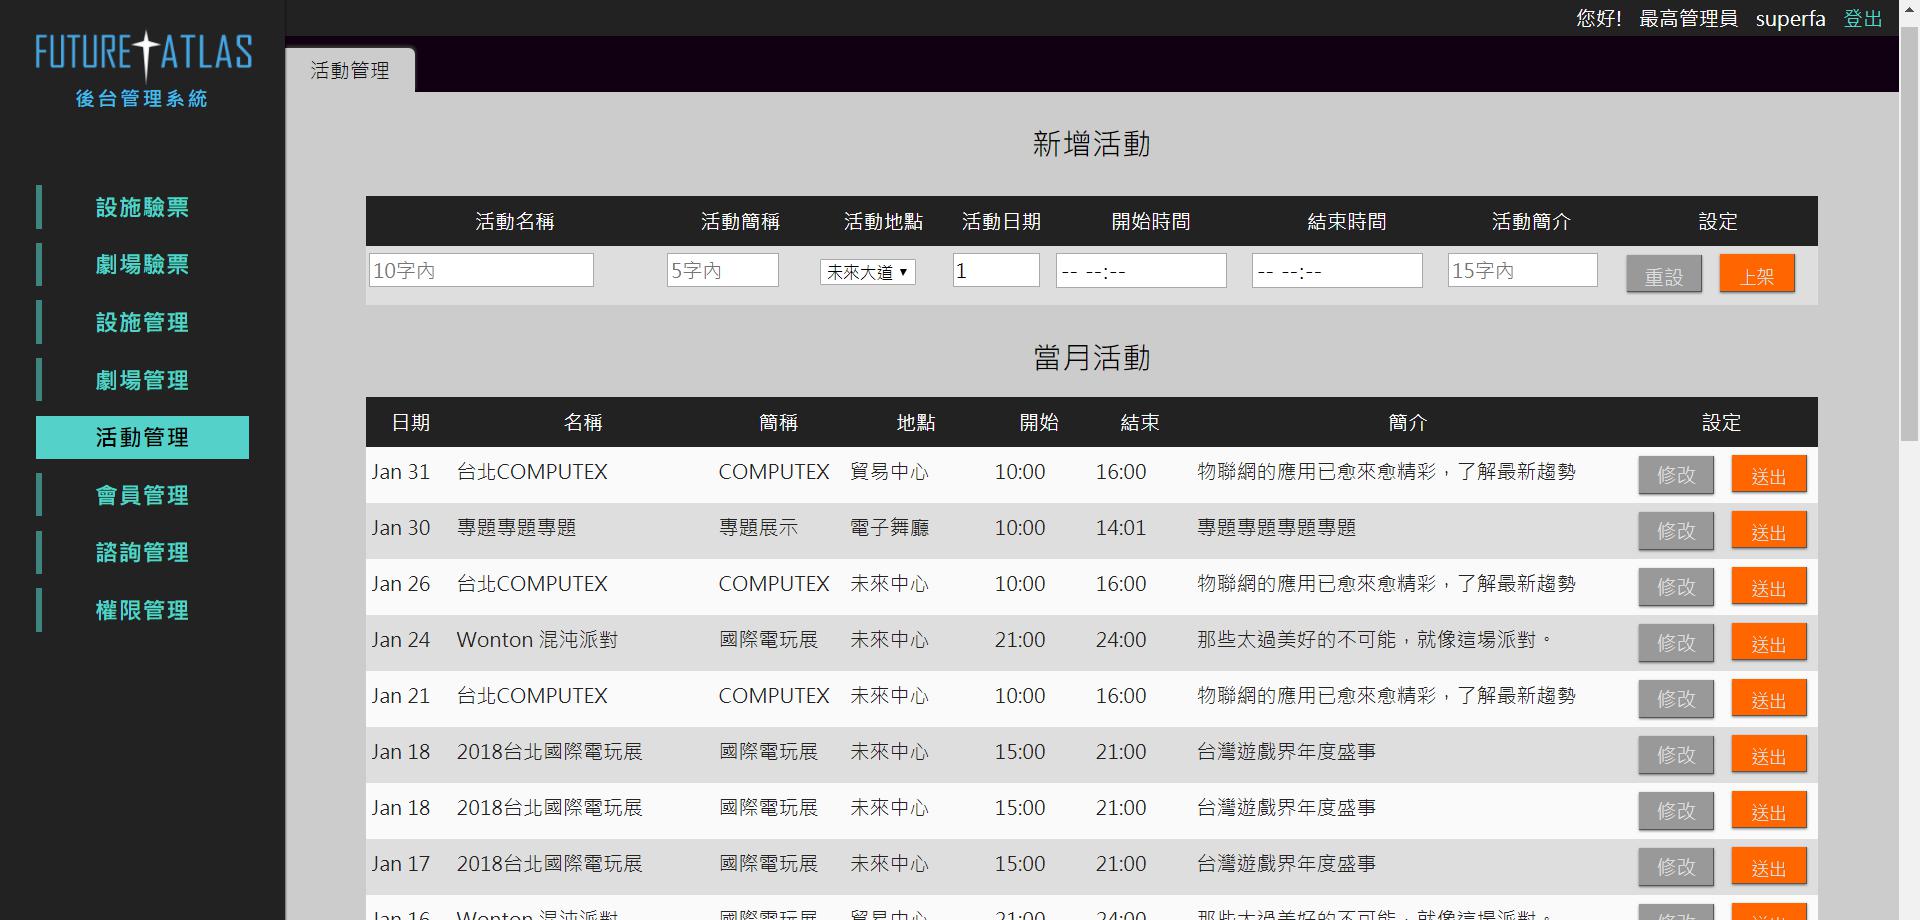 您好! 最高管理員 superfa 登出
FUTURE ATLAS
後台管理系統
設施驗票
劇場驗票
設施管理
劇場管理
活動管理
會員管理
諮詢管理
權限管理
活動管理
新增活動
活動名稱 活動簡稱 活動地點 活動日期 開始時間 結束時間 活動簡介 設定
10字內 5字內 未來大道 1 -- --:-- -- --:-- 15字內 重設 上架
當月活動
日期 名稱 簡稱 地點 開始 結束 簡介 設定
Jan 31 台北COMPUTEX COMPUTEX 貿易中心 10:00 16:00 物聯網的應用已愈來愈精彩，了解最新趨勢 修改 送出
Jan 30 專題專題專題 專題展示 電子舞廳 10:00 14:01 專題專題專題專題 修改 送出
Jan 26 台北COMPUTEX COMPUTEX 未來中心 10:00 16:00 物聯網的應用已愈來愈精彩，了解最新趨勢 修改 送出
Jan 24 Wonton 混沌派對 國際電玩展 未來中心 21:00 24:00 那些太過美好的不可能，就像這場派對。 修改 送出
Jan 21 台北COMPUTEX COMPUTEX 未來中心 10:00 16:00 物聯網的應用已愈來愈精彩，了解最新趨勢 修改 送出
Jan 18 2018台北國際電玩展 國際電玩展 未來中心 15:00 21:00 台灣遊戲界年度盛事 修改 送出
Jan 18 2018台北國際電玩展 國際電玩展 未來中心 15:00 21:00 台灣遊戲界年度盛事 修改 送出
Jan 17 2018台北國際電玩展 國際電玩展 未來中心 15:00 21:00 台灣遊戲界年度盛事 修改 送出
Jan 16 Wonton 混沌派對 國際電玩展 貿易中心 21:00 24:00 那些太過美好的不可能，就像這場派對。 修改 送出